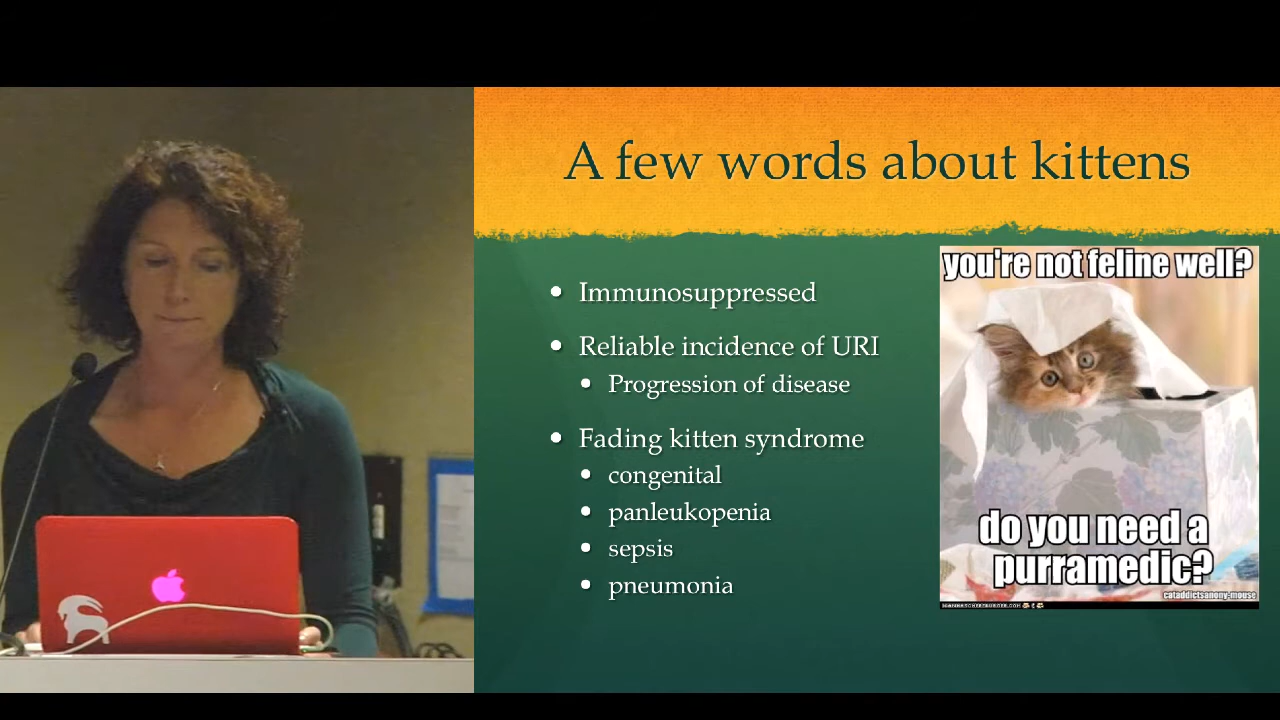 A few words about kittens
Immunosuppressed
Reliable incidence of URI
Progression of disease
Fading kitten syndrome
congenital
panleukopenia
sepsis
pneumonia
you're not feline well?
do you need a
purramedic?
cataddictsanony-mouse